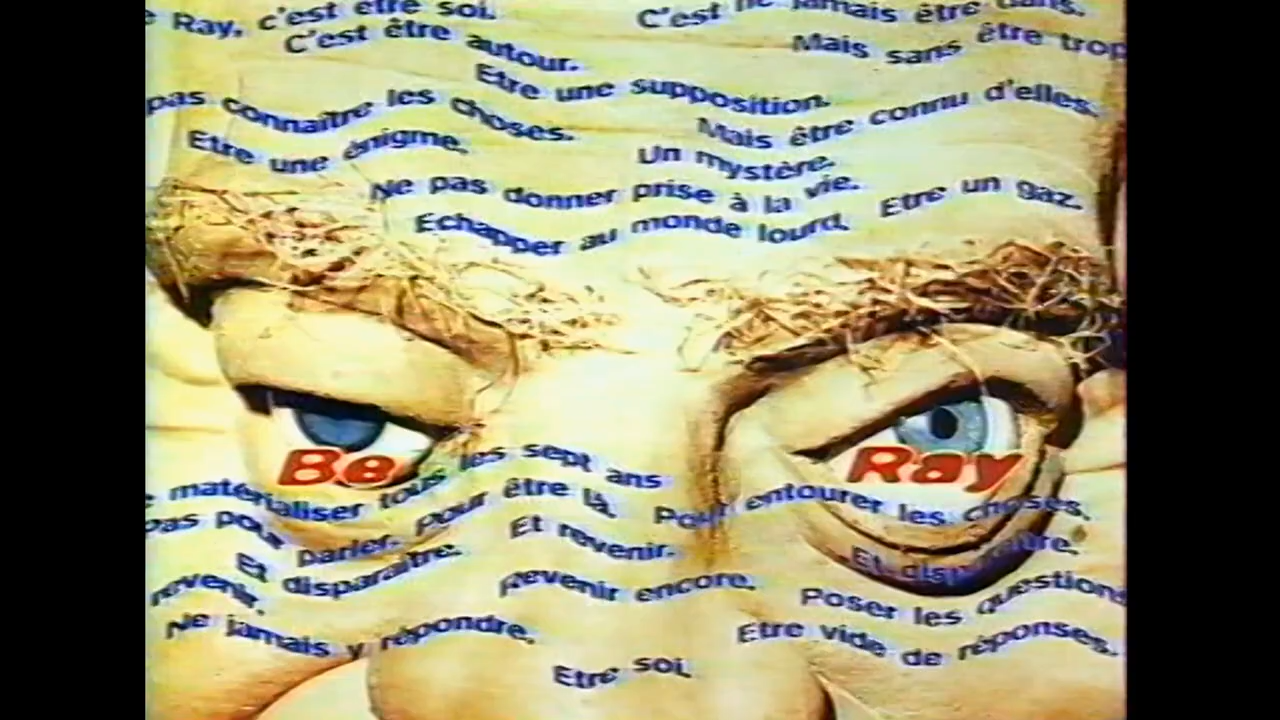 Ray, c'est être soi. C'est ne jamais être dans.
C'est être autour. Mais sans être trop
Etre une supposition.
pas connaître les choses. Mais être connu d'elles.
Etre une énigme. Un mystère.
Ne pas donner prise à la vie. Etre un gaz.
Echapper au monde lourd.
Be Ray
matérialiser tous les sept ans
Pas pour parler. Pour être là. Pour entourer les choses.
Et disparaître. Et revenir. Et disparaître.
revenir. Revenir encore. Poser les questions
Ne jamais y répondre. Etre vide de réponses.
Etre soi.